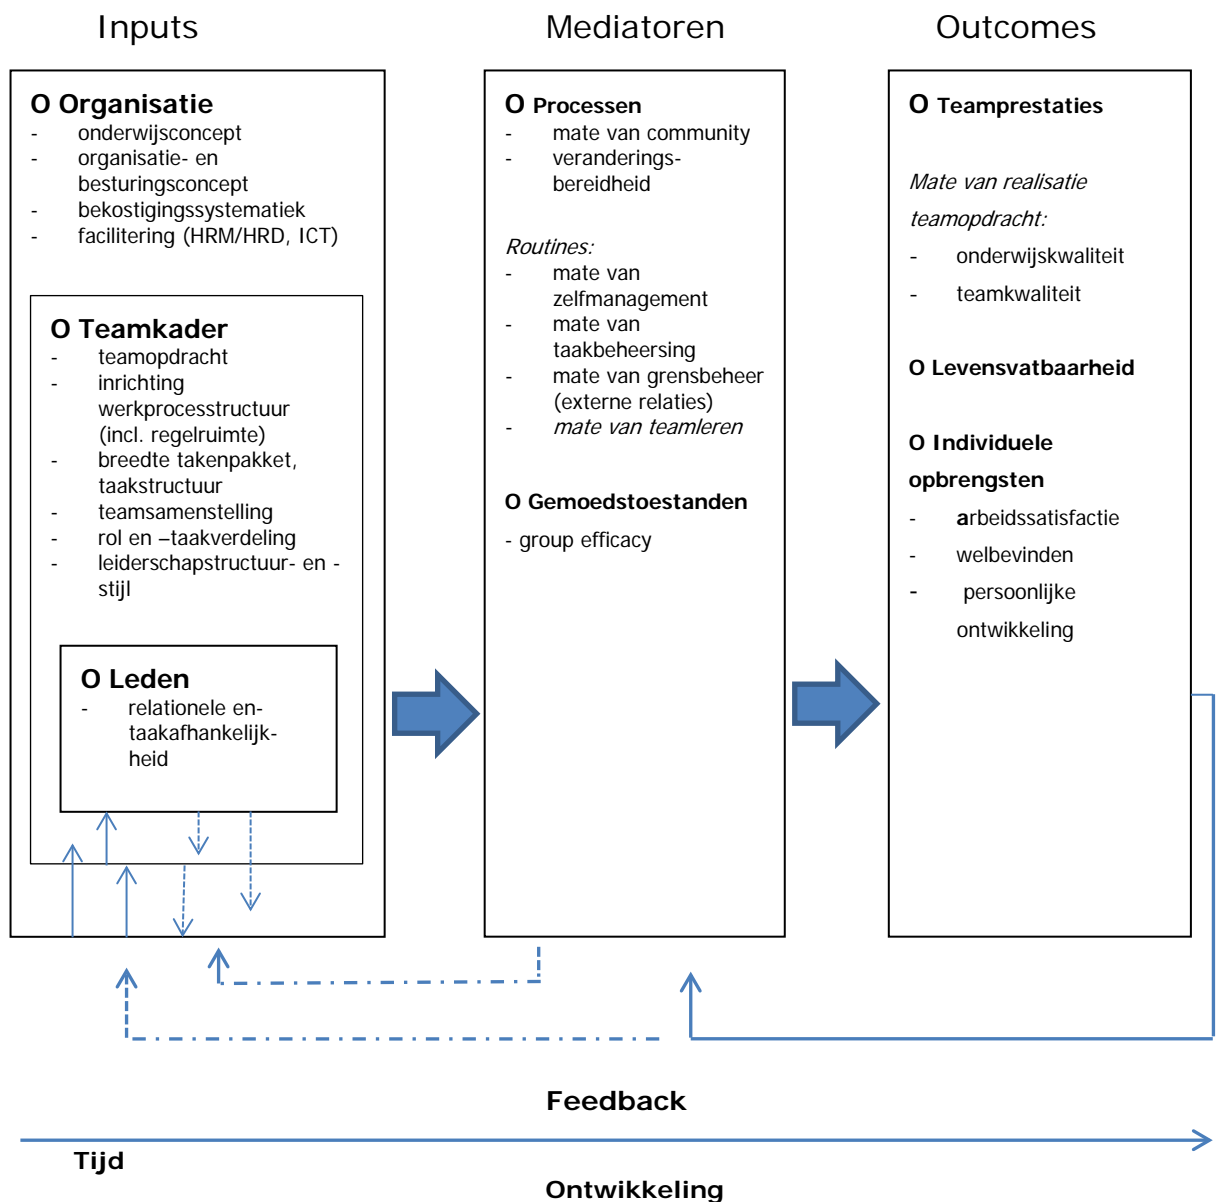 Inputs
Mediatoren
Outcomes
O Organisatie
- onderwijsconcept
- organisatie- en
besturingsconcept
- bekostigingssystematiek
- facilitering (HRM/HRD, ICT)
O Teamkader
- teamopdracht
- inrichting
werkprocesstructuur
(incl. regelruimte)
- breedte takenpakket,
taakstructuur
- teamsamenstelling
- rol en –taakverdeling
- leiderschapstructuur- en -
stijl
O Leden
- relationele en-
taakafhankelijk-
heid
O Processen
- mate van community
- veranderings-
bereidheid
Routines:
- mate van
zelfmanagement
- mate van
taakbeheersing
- mate van grensbeheer
(externe relaties)
- mate van teamleren
O Gemoedstoestanden
- group efficacy
O Teamprestaties
Mate van realisatie
teamopdracht:
- onderwijskwaliteit
- teamkwaliteit
O Levensvatbaarheid
O Individuele
opbrengsten
- arbeidssatisfactie
- welbevinden
- persoonlijke
ontwikkeling
Feedback
Tijd
Ontwikkeling